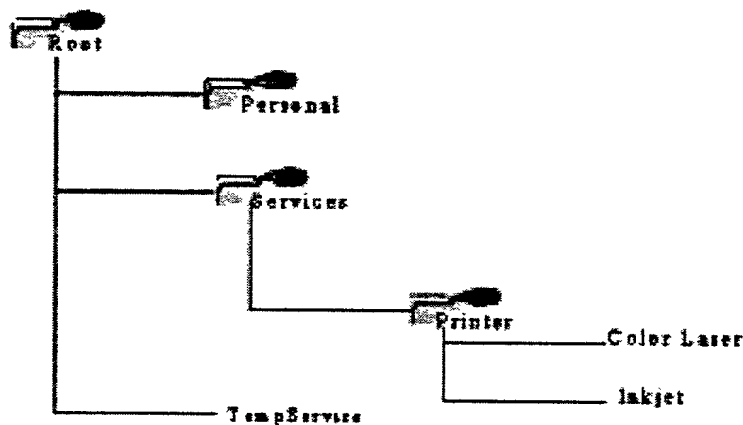 Root
Personal
Services
Printer
Color Laser
Inkjet
TempService